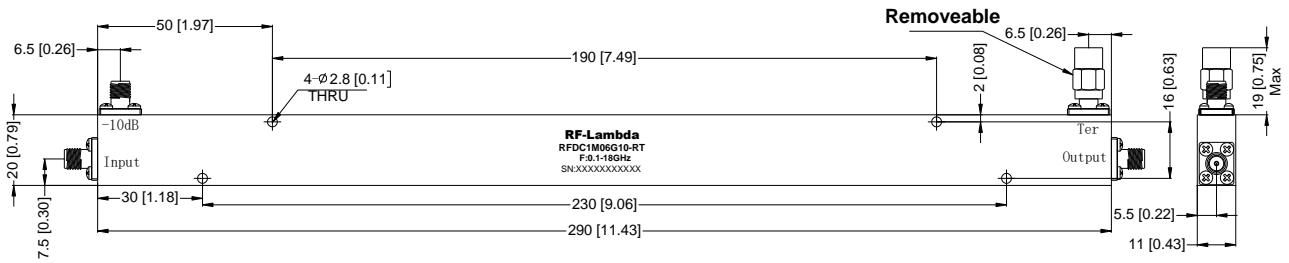 50 [1.97]
Removeable
6.5 [0.26]
6.5 [0.26]
190 [7.49]
2 [0.08]
4-Ø2.8 [0.11]
THRU
16 [0.63]
19 [0.75]
Max
20 [0.79]
-10dB
Input
RF-Lambda
RFDC1M06G10-RT
F:0.1-18GHz
SN:XXXXXXXXXXX
Ter
Output
7.5 [0.30]
30 [1.18]
230 [9.06]
290 [11.43]
5.5 [0.22]
11 [0.43]